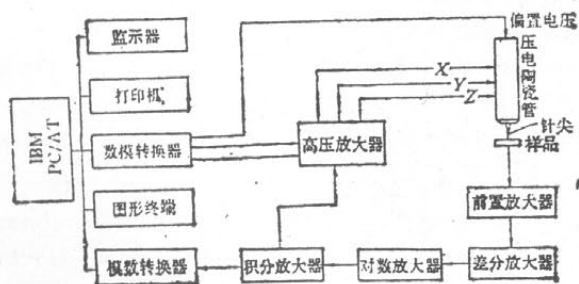 偏置电压
监示器
压电陶瓷管
X
Y
打印机
Z
IBM
PC/AT
数模转换器
高压放大器
针尖
样品
图形终端
前置放大器
模数转换器
积分放大器
对数放大器
差分放大器